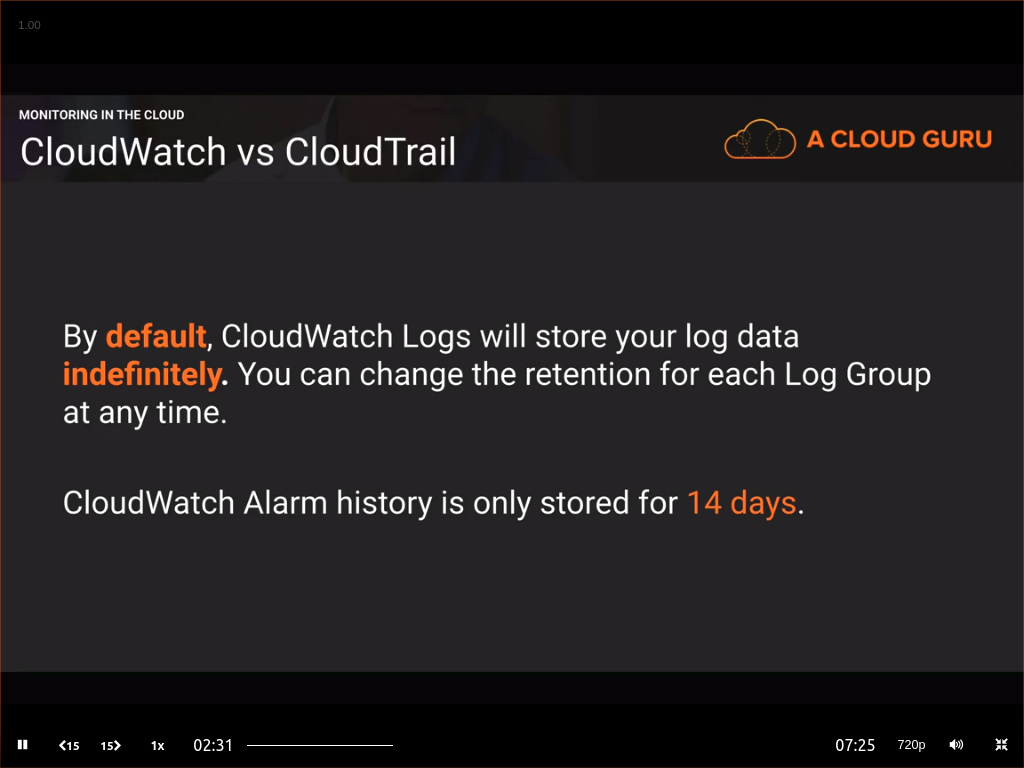 1.00
MONITORING IN THE CLOUD
CloudWatch vs CloudTrail
A CLOUD GURU
By default, CloudWatch Logs will store your log data
indefinitely. You can change the retention for each Log Group
at any time.
CloudWatch Alarm history is only stored for 14 days.
15 15 1x 02:31 07:25 720p